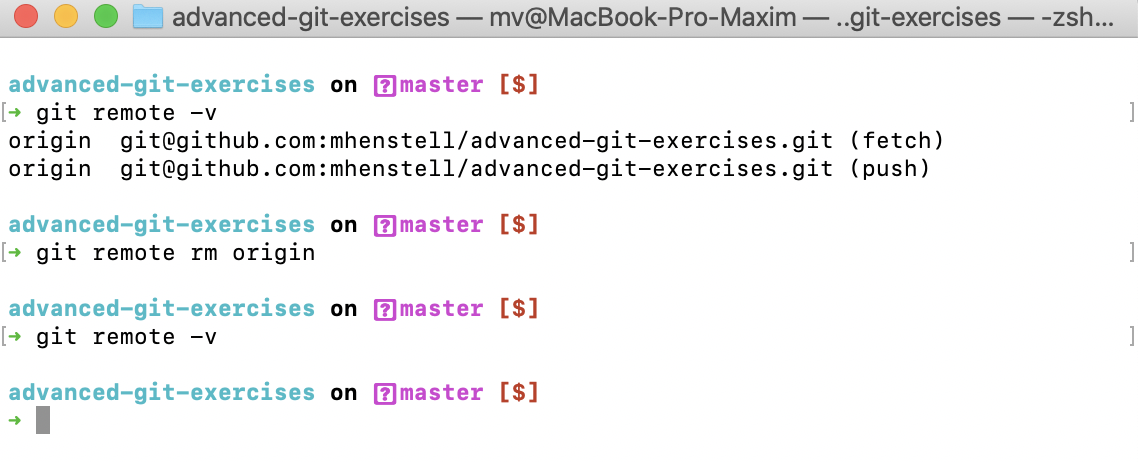 advanced-git-exercises — mv@MacBook-Pro-Maxim — ..git-exercises — -zsh...
advanced-git-exercises on ?master [$]
[➜ git remote -v ]
origin  git@github.com:mhenstell/advanced-git-exercises.git (fetch)
origin  git@github.com:mhenstell/advanced-git-exercises.git (push)
advanced-git-exercises on ?master [$]
[➜ git remote rm origin ]
advanced-git-exercises on ?master [$]
[➜ git remote -v ]
advanced-git-exercises on ?master [$]
➜